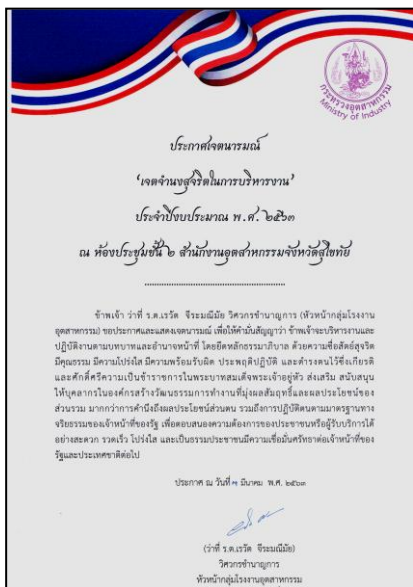 กระทรวงอุตสาหกรรม
Ministry of Industry
ประกาศเจตนารมณ์
‘เจตจำนงสุจริตในการบริหารงาน’
ประจำปีงบประมาณ พ.ศ. ๒๕๖๓
ณ ห้องประชุมชั้น ๒ สำนักงานอุตสาหกรรมจังหวัดสุโขทัย
ข้าพเจ้า ว่าที่ ร.ต.เรวัต จีระมณีมัย วิศวกรชำนาญการ (หัวหน้ากลุ่มโรงงาน
อุตสาหกรรม) ขอประกาศและแสดงเจตนารมณ์ เพื่อให้คำมั่นสัญญาว่า ข้าพเจ้าจะบริหารงานและ
ปฏิบัติงานตามบทบาทและอำนาจหน้าที่ โดยยึดหลักธรรมาภิบาล ด้วยความซื่อสัตย์สุจริต
มีคุณธรรม มีความโปร่งใส มีความพร้อมรับผิด ประพฤติปฏิบัติ และดำรงตนไว้ซึ่งเกียรติ
และศักดิ์ศรีความเป็นข้าราชการในพระบาทสมเด็จพระเจ้าอยู่หัว ส่งเสริม สนับสนุน
ให้บุคลากรในองค์กรสร้างวัฒนธรรมการทำงานที่มุ่งผลสัมฤทธิ์และผลประโยชน์ของ
ส่วนรวม มากกว่าการคำนึงถึงผลประโยชน์ส่วนตน รวมถึงการปฏิบัติตนตามมาตรฐานทาง
จริยธรรมของเจ้าหน้าที่ของรัฐ เพื่อตอบสนองความต้องการของประชาชนหรือผู้รับบริการได้
อย่างสะดวก รวดเร็ว โปร่งใส และเป็นธรรมประชาชนมีความเชื่อมั่นศรัทธาต่อเจ้าหน้าที่ของ
รัฐและประเทศชาติต่อไป
ประกาศ ณ วันที่ มีนาคม พ.ศ. ๒๕๖๓
(ว่าที่ ร.ต.เรวัต จีระมณีมัย)
วิศวกรชำนาญการ
หัวหน้ากลุ่มโรงงานอุตสาหกรรม